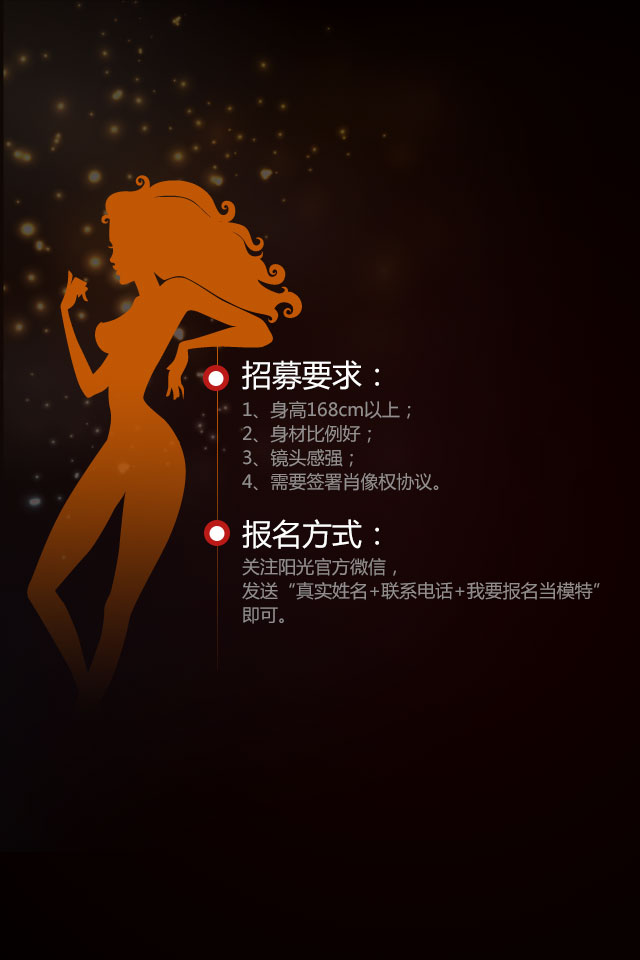 招募要求：
1、身高168cm以上；
2、身材比例好；
3、镜头感强；
4、需要签署肖像权协议。
报名方式：
关注阳光官方微信，
发送“真实姓名+联系电话+我要报名当模特”
即可。